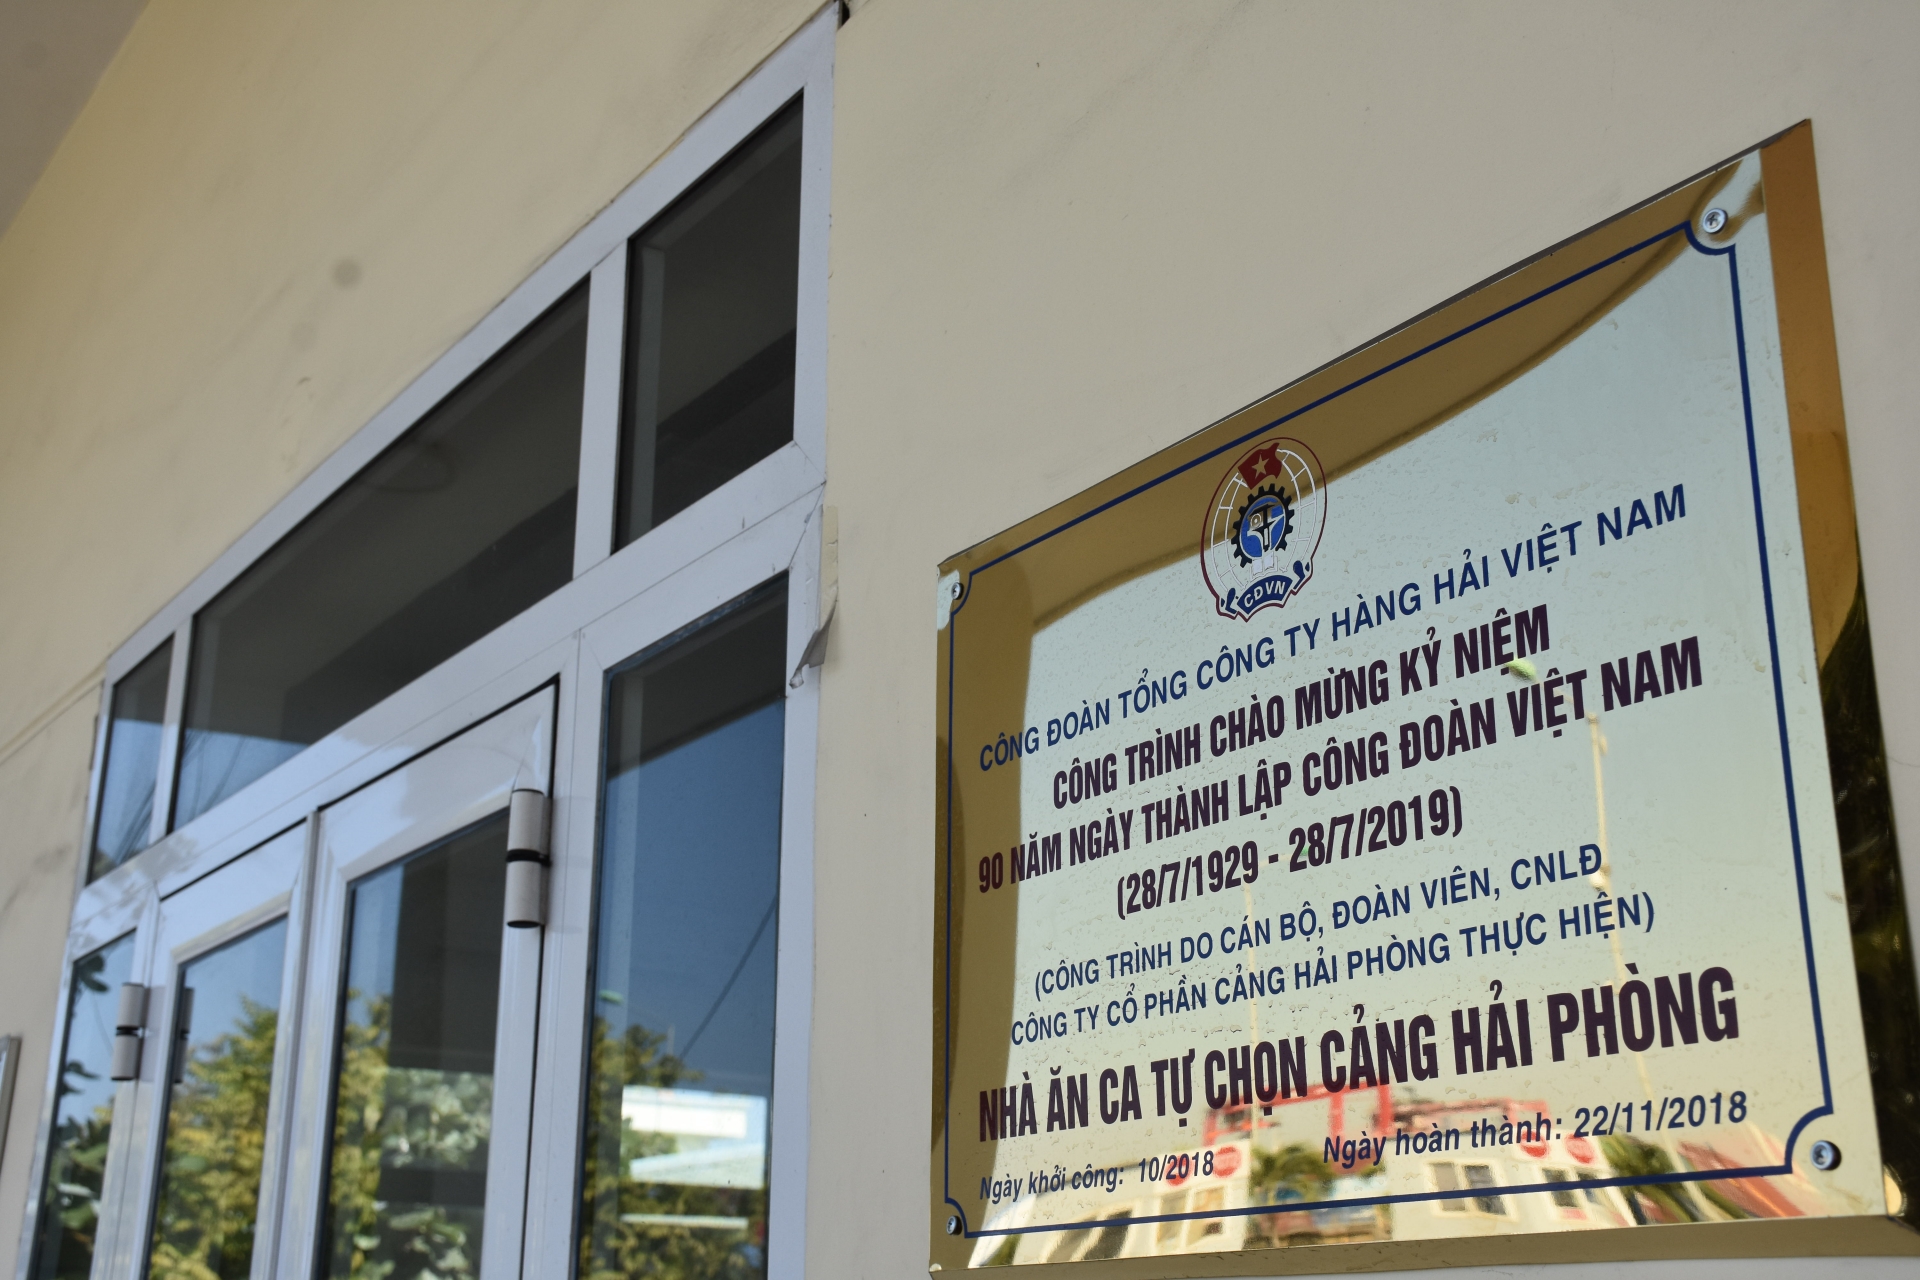 CĐVN
CÔNG ĐOÀN TỔNG CÔNG TY HÀNG HẢI VIỆT NAM
CÔNG TRÌNH CHÀO MỪNG KỶ NIỆM
90 NĂM NGÀY THÀNH LẬP CÔNG ĐOÀN VIỆT NAM
(28/7/1929 - 28/7/2019)
(CÔNG TRÌNH DO CÁN BỘ, ĐOÀN VIÊN, CNLĐ
CÔNG TY CỔ PHẦN CẢNG HẢI PHÒNG THỰC HIỆN)
NHÀ ĂN CA TỰ CHỌN CẢNG HẢI PHÒNG
Ngày khởi công: 10/2018 Ngày hoàn thành: 22/11/2018